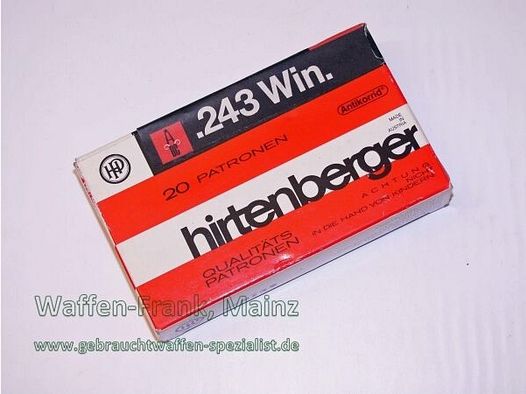 .243 Win.
HP
20 PATRONEN
Antikorrid®
MADE
IN
AUSTRIA
hirtenberger
QUALITÄTS
PATRONEN
ACHTUNG
NICHT
IN DIE HAND VON KINDERN
Waffen-Frank, Mainz
www.gebrauchtwaffen-spezialist.de